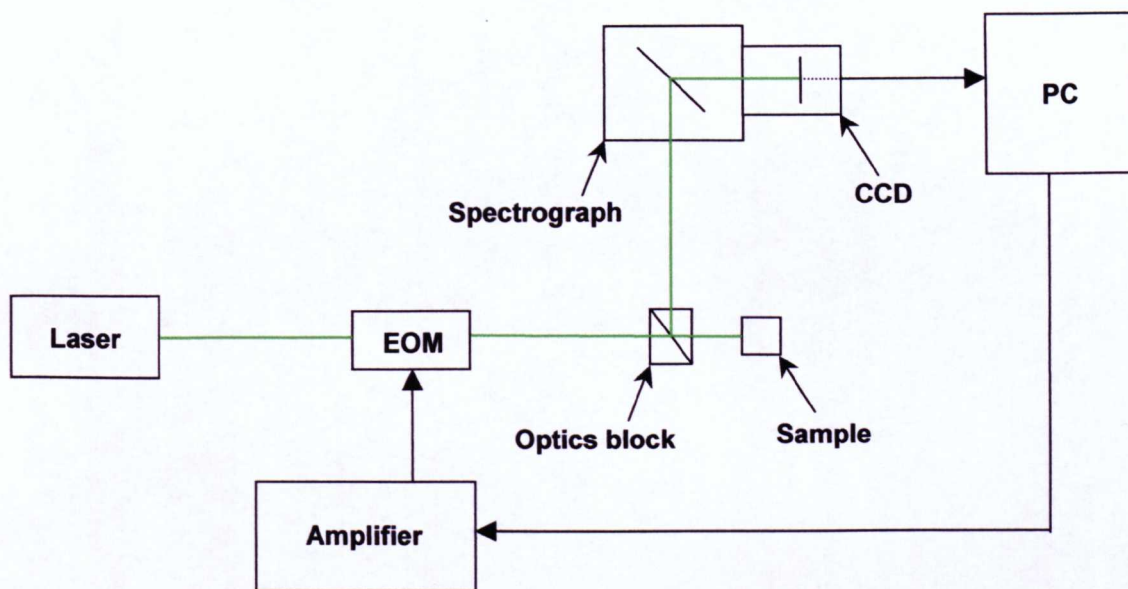 PC
Spectrograph
CCD
Laser
EOM
Optics block
Sample
Amplifier